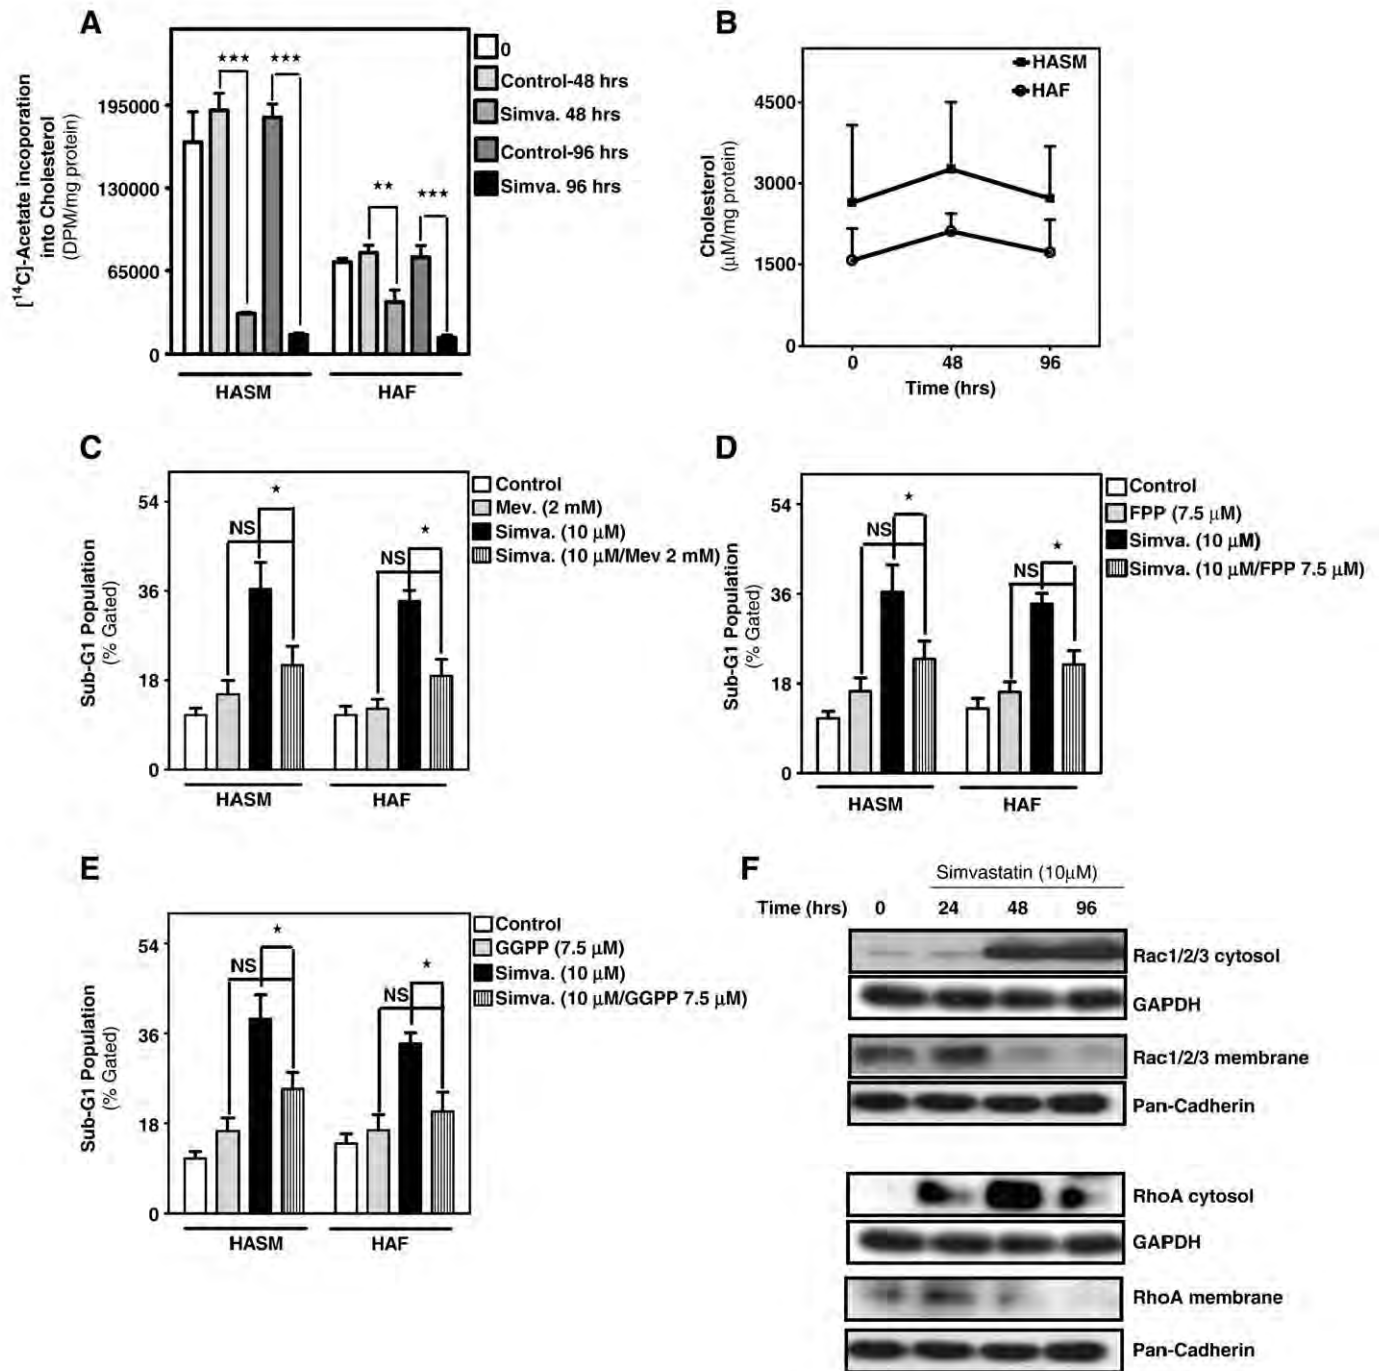 A
[¹⁴C]-Acetate incoporation
into Cholesterol
(DPM/mg protein)
195000
130000
65000
0
*** ***
** ***
HASM HAF
0
Control-48 hrs
Simva. 48 hrs
Control-96 hrs
Simva. 96 hrs
B
Cholesterol
(μM/mg protein)
4500
3000
1500
0
HASM
HAF
0 48 96
Time (hrs)
C
Sub-G1 Population
(% Gated)
54
36
18
0
*
NS
*
NS
HASM HAF
Control
Mev. (2 mM)
Simva. (10 μM)
Simva. (10 μM/Mev 2 mM)
D
Sub-G1 Population
(% Gated)
54
36
18
0
*
NS
*
NS
HASM HAF
Control
FPP (7.5 μM)
Simva. (10 μM)
Simva. (10 μM/FPP 7.5 μM)
E
Sub-G1 Population
(% Gated)
54
36
18
0
*
NS
*
NS
HASM HAF
Control
GGPP (7.5 μM)
Simva. (10 μM)
Simva. (10 μM/GGPP 7.5 μM)
F
Simvastatin (10μM)
Time (hrs) 0 24 48 96
Rac1/2/3 cytosol
GAPDH
Rac1/2/3 membrane
Pan-Cadherin
RhoA cytosol
GAPDH
RhoA membrane
Pan-Cadherin